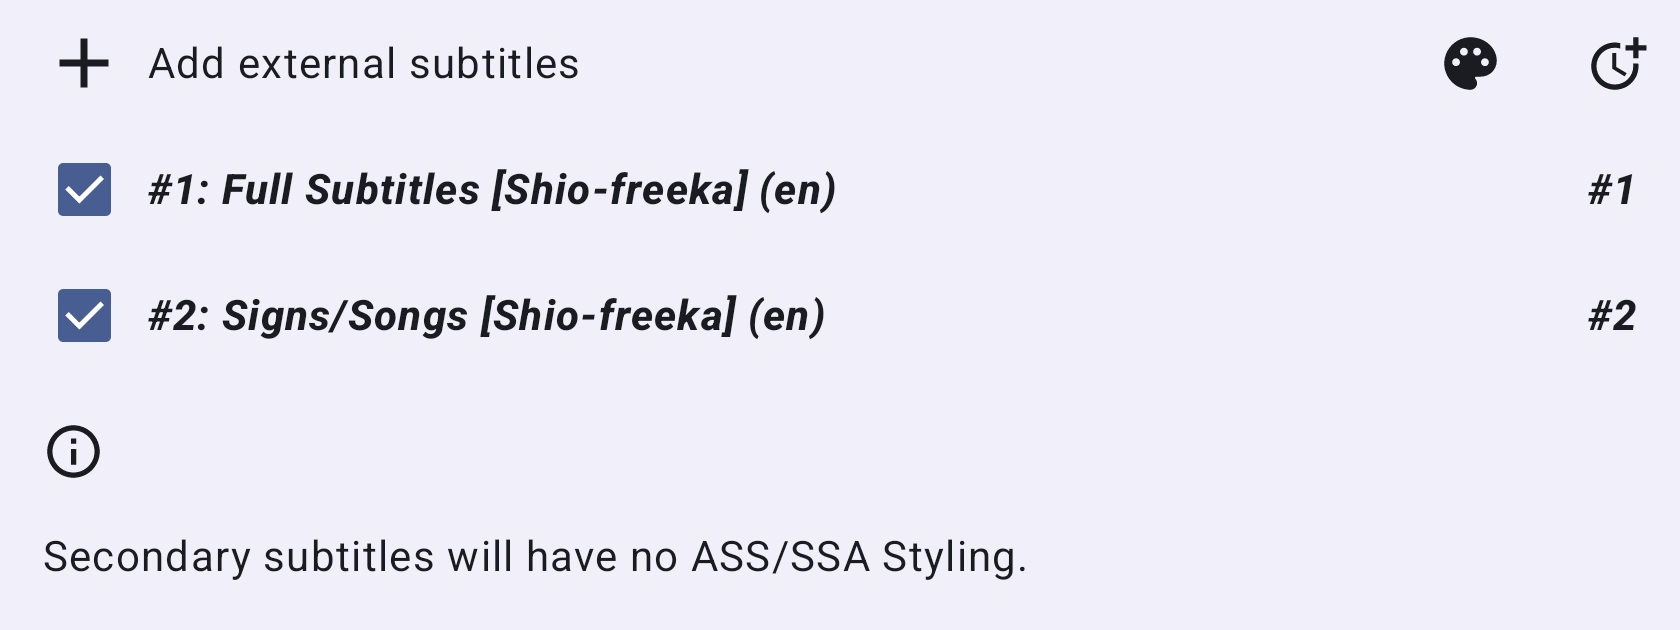 Add external subtitles
#1: Full Subtitles [Shio-freeka] (en) #1
#2: Signs/Songs [Shio-freeka] (en) #2
Secondary subtitles will have no ASS/SSA Styling.